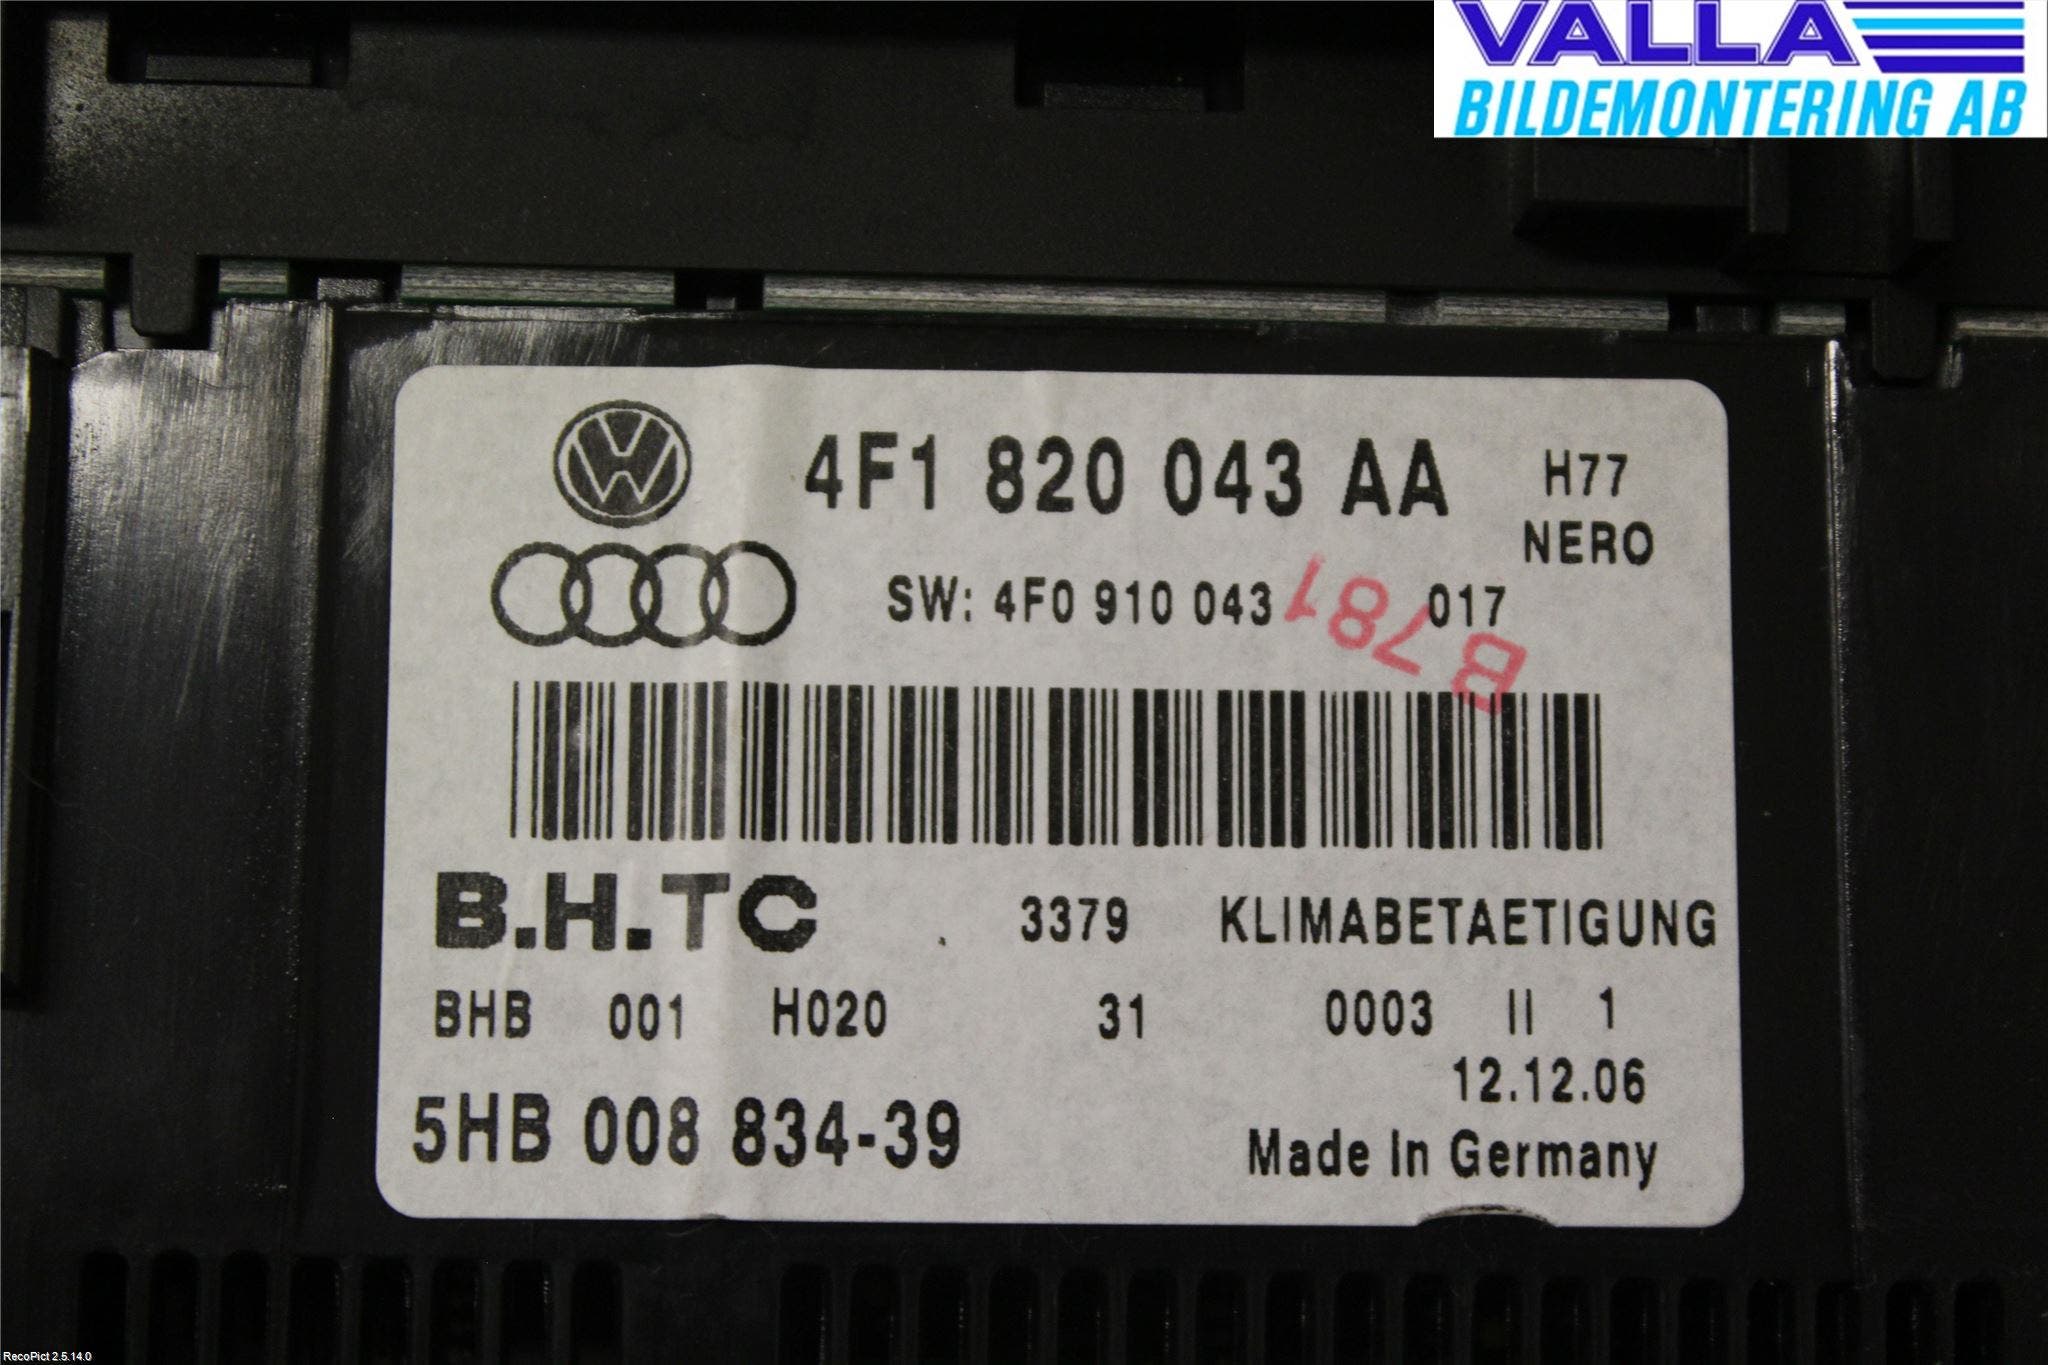 VALLA
BILDEMONTERING AB
4F1 820 043 AA H77
NERO
SW: 4F0 910 043 017
B781
B.H.TC 3379 KLIMABETAETIGUNG
BHB 001 H020 31 0003 II 1
12.12.06
5HB 008 834-39
Made In Germany
RecoPict 2.5.14.0